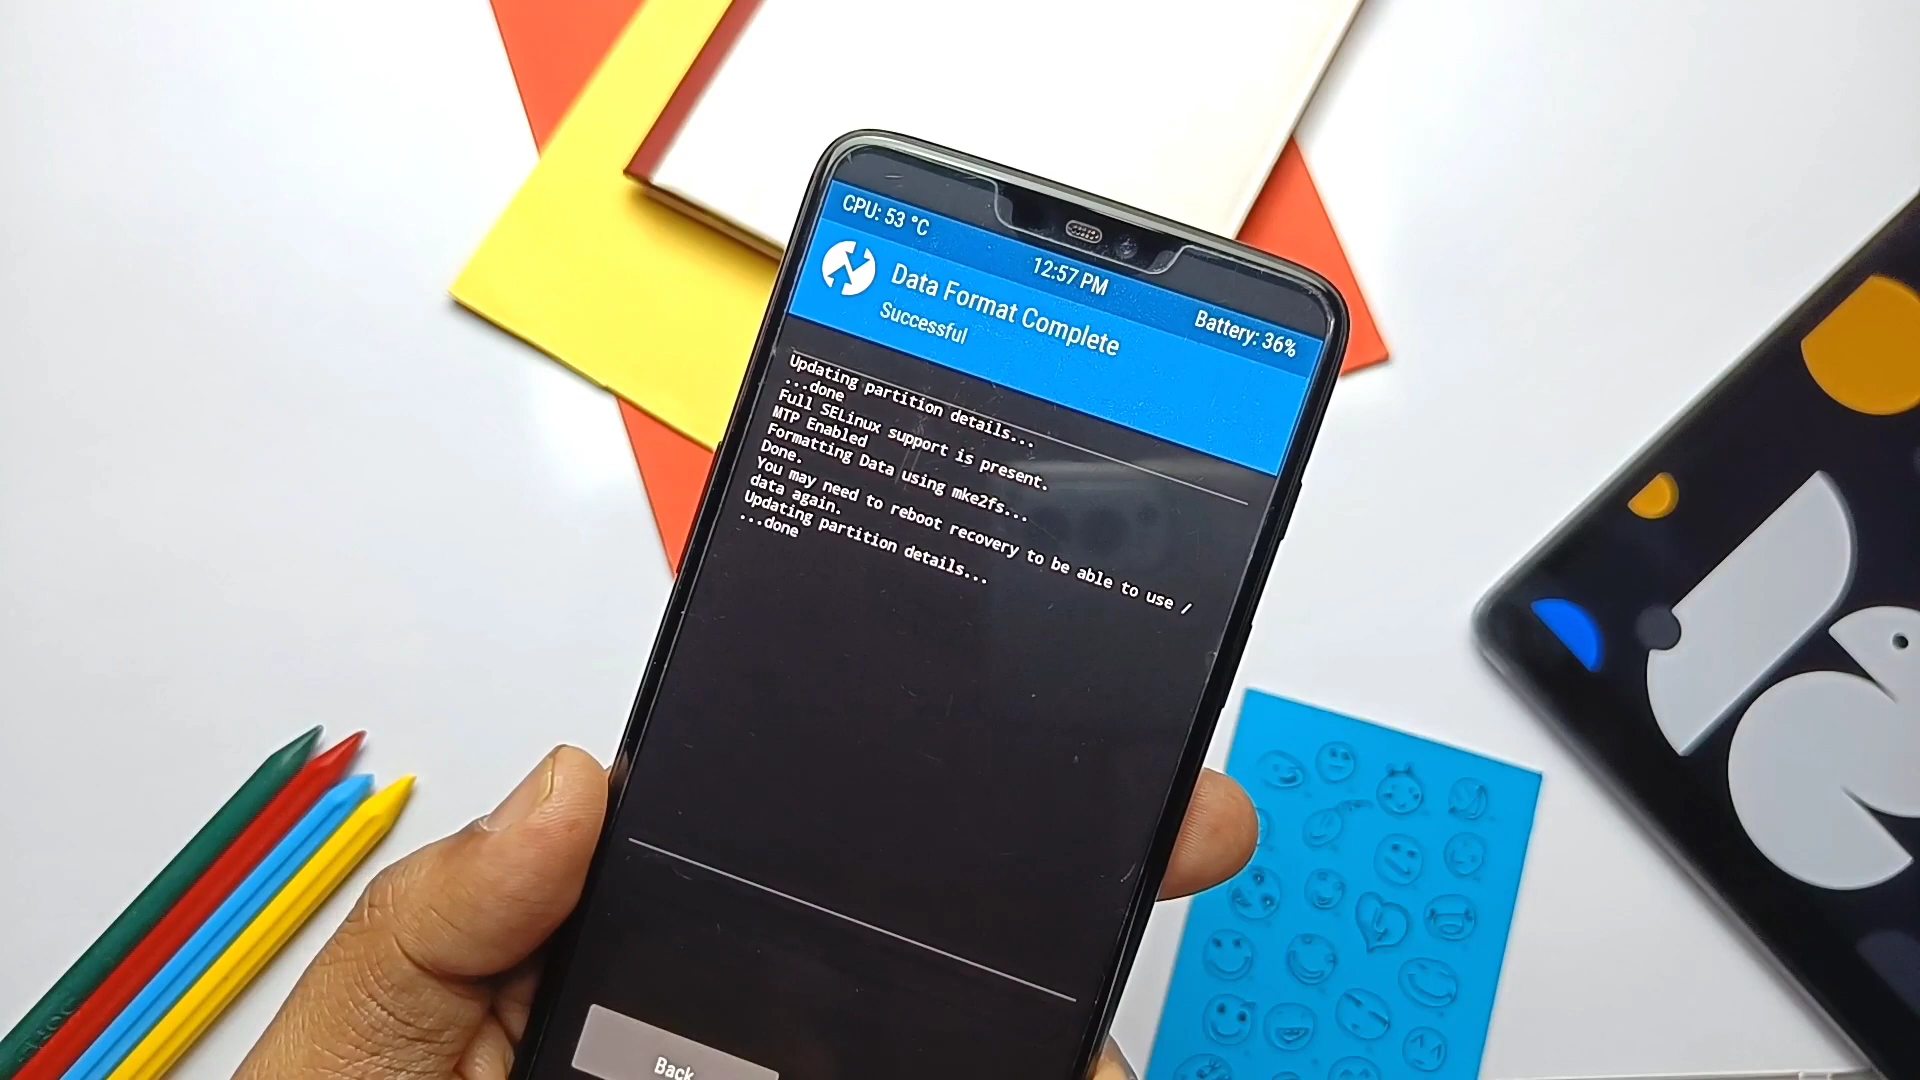 CPU: 53 °C
12:57 PM
Battery: 36%
Data Format Complete
Successful
Updating partition details...
...done
Full SELinux support is present.
MTP Enabled
Formatting Data using mke2fs...
Done.
You may need to reboot recovery to be able to use /
data again.
Updating partition details...
...done
Back